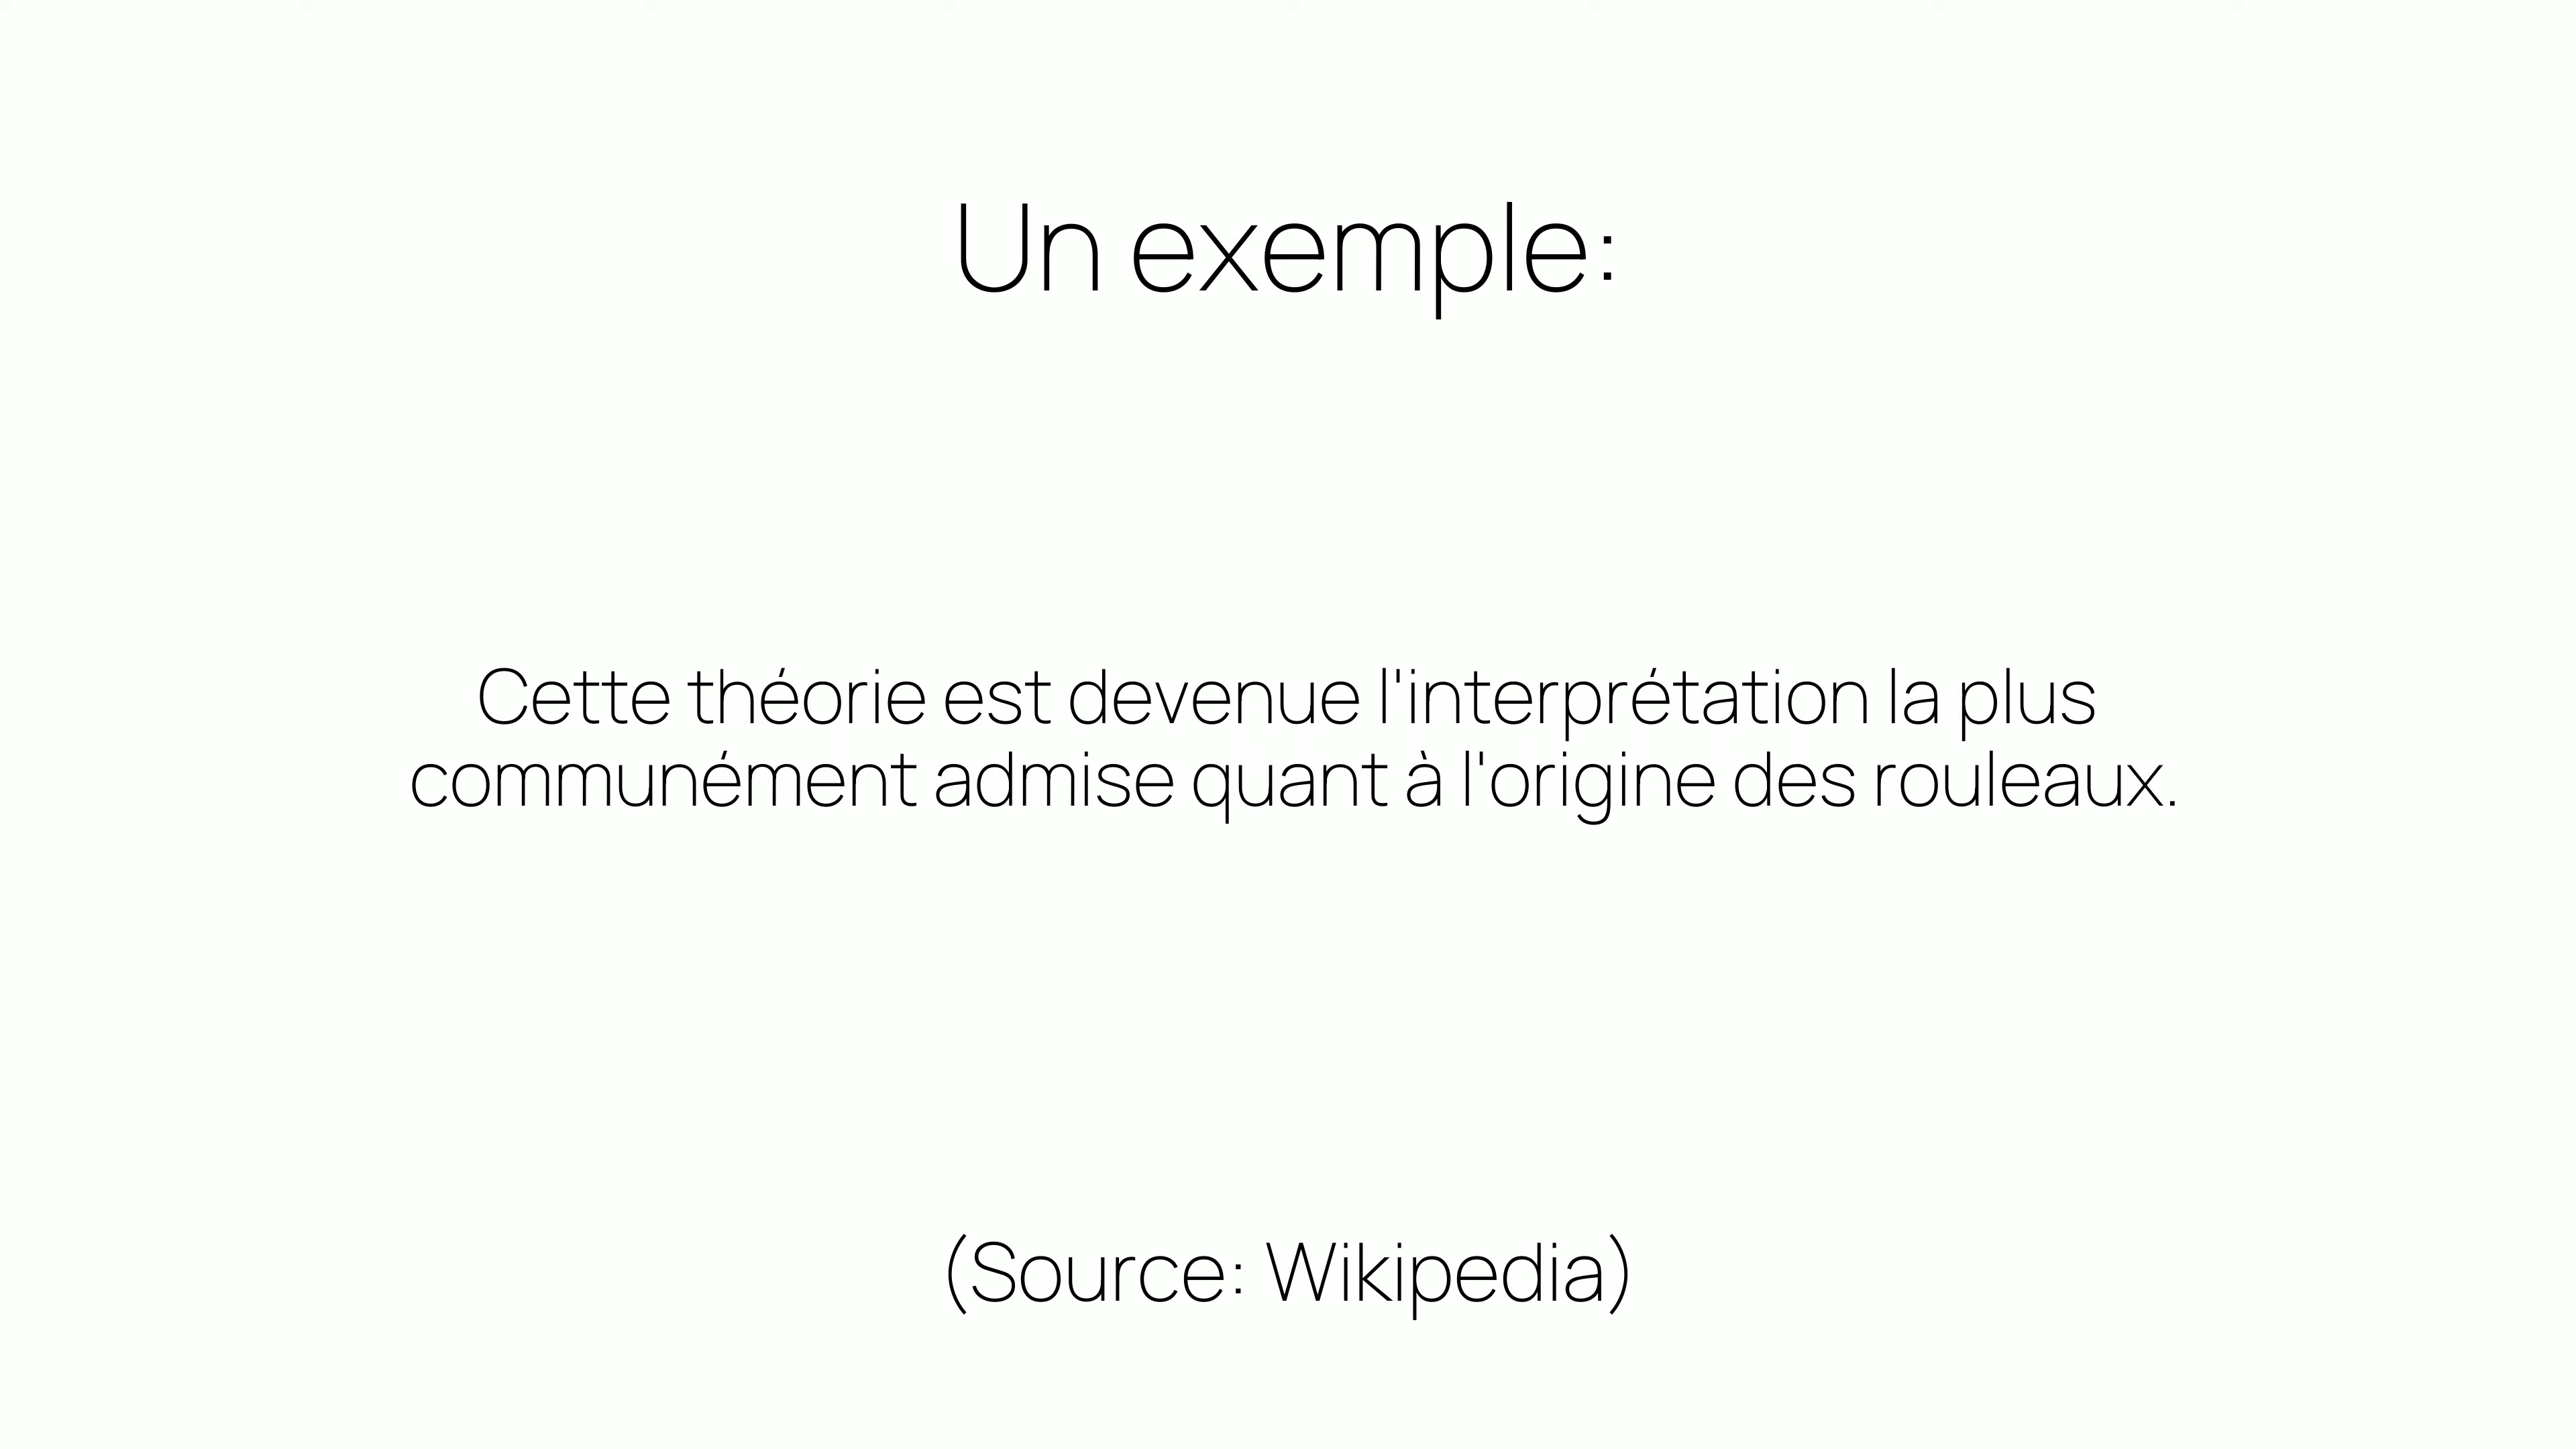 Un exemple:
Cette théorie est devenue l'interprétation la plus
communément admise quant à l'origine des rouleaux.
(Source: Wikipedia)